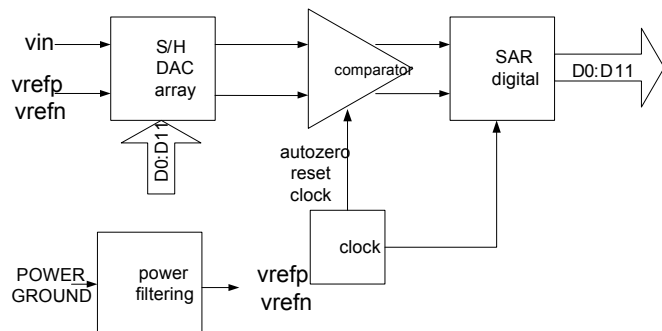 vin
vrefp
vrefn
S/H
DAC
array
D0:D11
comparator
SAR
digital
D0:D11
autozero
reset
clock
clock
POWER
GROUND
power
filtering
vrefp
vrefn